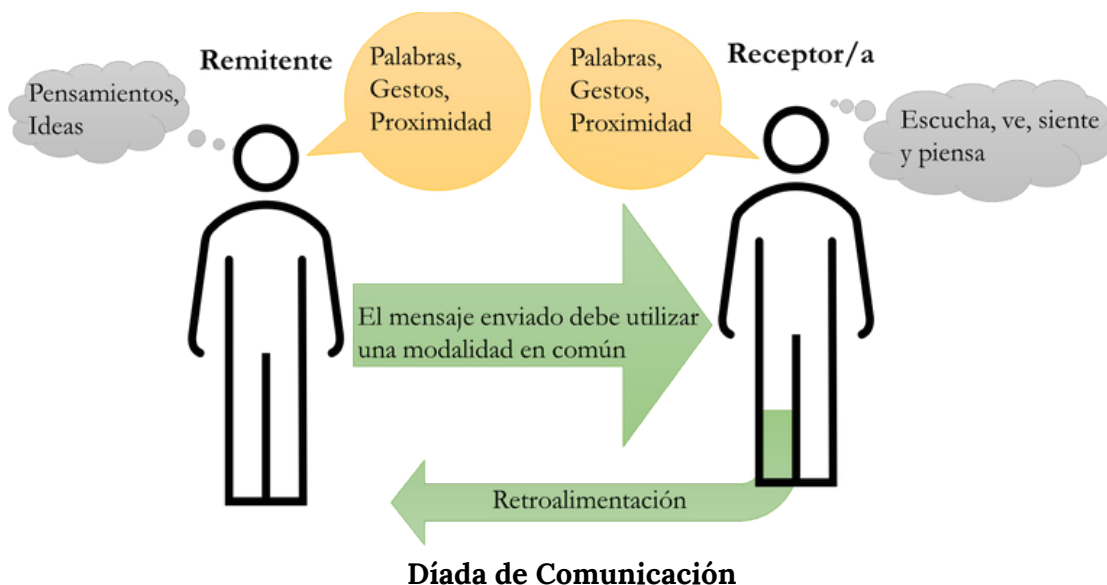 Remitente
Pensamientos,
Ideas
Palabras,
Gestos,
Proximidad
Palabras,
Gestos,
Proximidad
Receptor/a
Escucha, ve, siente
y piensa
El mensaje enviado debe utilizar
una modalidad en común
Retroalimentación
Díada de Comunicación